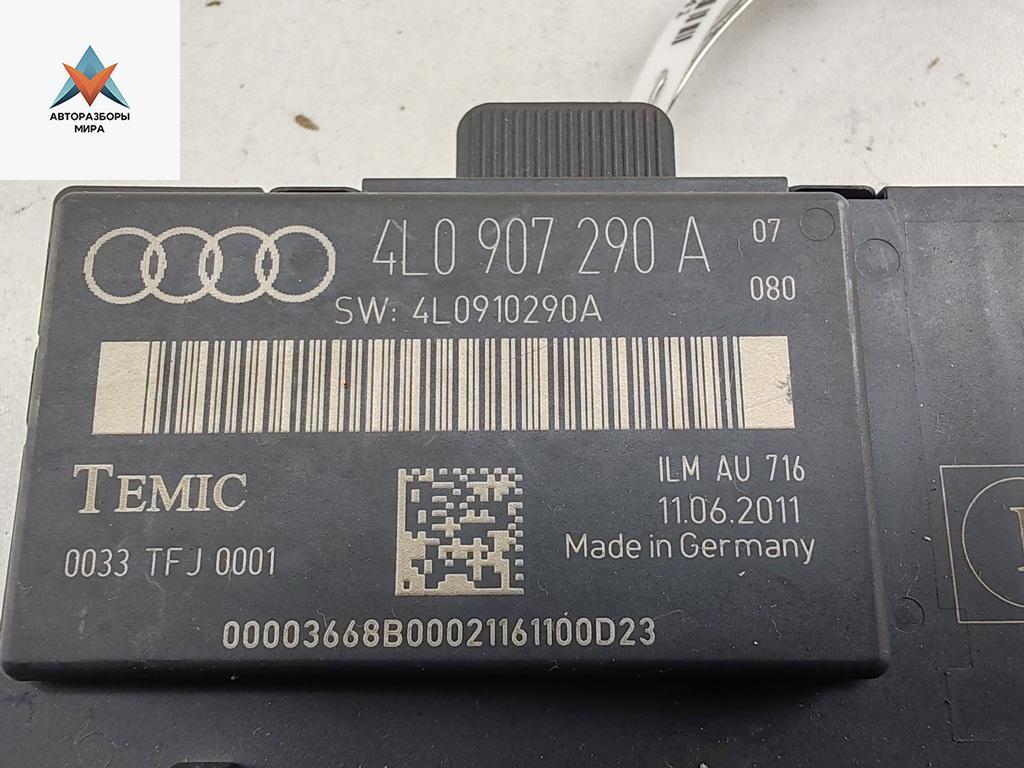 АВТОРАЗБОРЫ
МИРА
4L0 907 290 A
07
080
SW: 4L0910290A
TEMIC
ILM AU 716
11.06.2011
Made in Germany
0033 TFJ 0001
00003668B00021161100D23